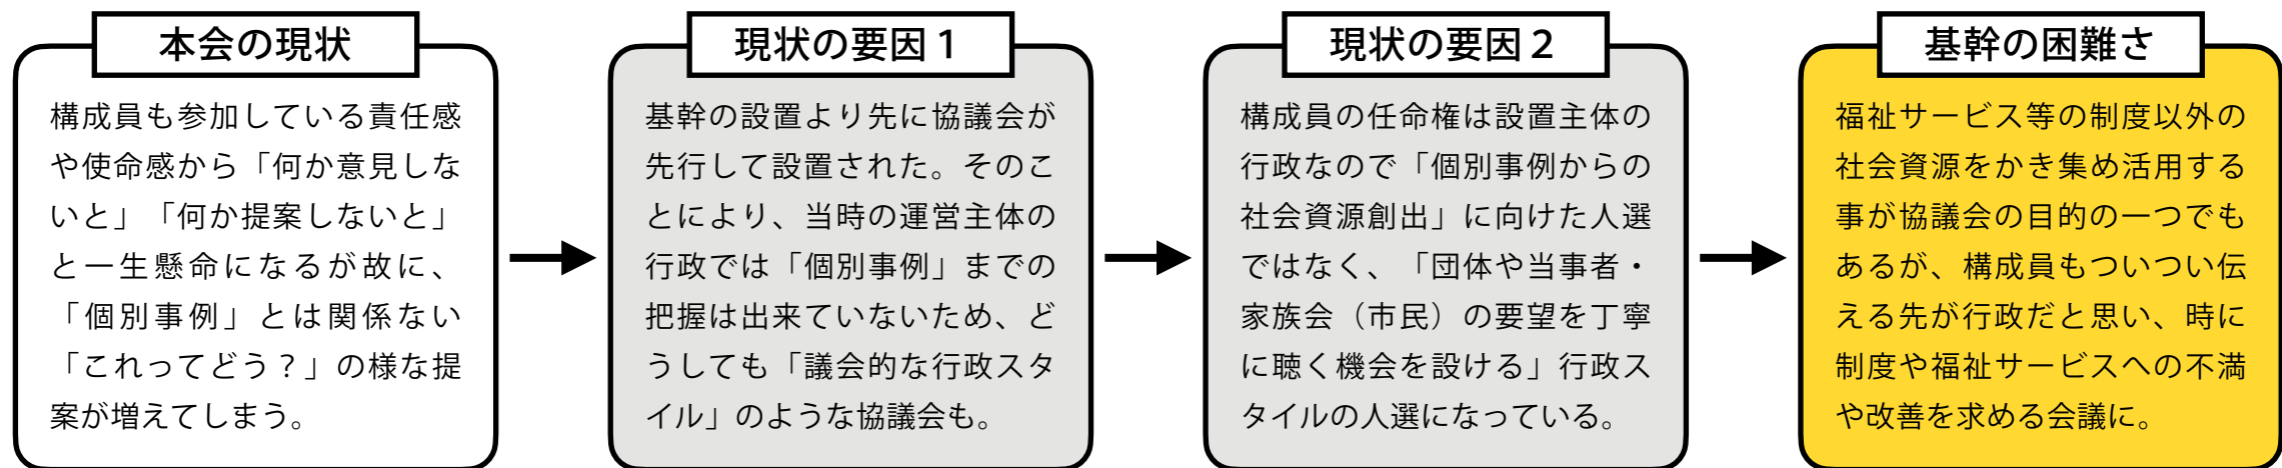 本会の現状
構成員も参加している責任感
や使命感から「何か意見しな
いと」「何か提案しないと」
と一生懸命になるが故に、
「個別事例」とは関係ない
「これってどう？」の様な提
案が増えてしまう。
現状の要因１
基幹の設置より先に協議会が
先行して設置された。そのこ
とにより、当時の運営主体の
行政では「個別事例」までの
把握は出来ていないため、ど
うしても「議会的な行政スタ
イル」のような協議会も。
現状の要因２
構成員の任命権は設置主体の
行政なので「個別事例からの
社会資源創出」に向けた人選
ではなく、「団体や当事者・
家族会（市民）の要望を丁寧
に聴く機会を設ける」行政ス
タイルの人選になっている。
基幹の困難さ
福祉サービス等の制度以外の
社会資源をかき集め活用する
事が協議会の目的の一つでも
あるが、構成員もついつい伝
える先が行政だと思い、時に
制度や福祉サービスへの不満
や改善を求める会議に。